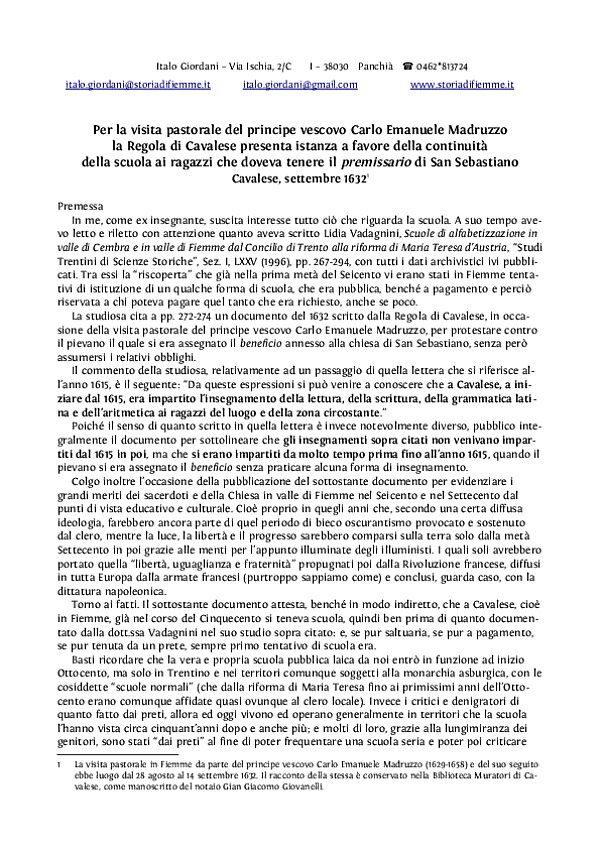 Italo Giordani – Via Ischia, 2/C I – 38030 Panchià ☎ 0462*813724
italo.giordani@storiadifiemme.it italo.giordani@gmail.com www.storiadifiemme.it
Per la visita pastorale del principe vescovo Carlo Emanuele Madruzzo
la Regola di Cavalese presenta istanza a favore della continuità
della scuola ai ragazzi che doveva tenere il premissario di San Sebastiano
Cavalese, settembre 1632¹
Premessa
In me, come ex insegnante, suscita interesse tutto ciò che riguarda la scuola. A suo tempo ave-
vo letto e riletto con attenzione quanto aveva scritto Lidia Vadagnini, Scuole di alfabetizzazione in
valle di Cembra e in valle di Fiemme dal Concilio di Trento alla riforma di Maria Teresa d’Austria, “Studi
Trentini di Scienze Storiche”, Sez. I, LXXV (1996), pp. 267-294, con tutti i dati archivistici ivi pubbli-
cati. Tra essi la “riscoperta” che già nella prima metà del Seicento vi erano stati in Fiemme tenta-
tivi di istituzione di un qualche forma di scuola, che era pubblica, benché a pagamento e perciò
riservata a chi poteva pagare quel tanto che era richiesto, anche se poco.
La studiosa cita a pp. 272-274 un documento del 1632 scritto dalla Regola di Cavalese, in occa-
sione della visita pastorale del principe vescovo Carlo Emanuele Madruzzo, per protestare contro
il pievano il quale si era assegnato il beneficio annesso alla chiesa di San Sebastiano, senza però
assumersi i relativi obblighi.
Il commento della studiosa, relativamente ad un passaggio di quella lettera che si riferisce al-
l’anno 1615, è il seguente: “Da queste espressioni si può venire a conoscere che a Cavalese, a ini-
ziare dal 1615, era impartito l’insegnamento della lettura, della scrittura, della grammatica lati-
na e dell’aritmetica ai ragazzi del luogo e della zona circostante.”
Poiché il senso di quanto scritto in quella lettera è invece notevolmente diverso, pubblico inte-
gralmente il documento per sottolineare che gli insegnamenti sopra citati non venivano impar-
titi dal 1615 in poi, ma che si erano impartiti da molto tempo prima fino all’anno 1615, quando il
pievano si era assegnato il beneficio senza praticare alcuna forma di insegnamento.
Colgo inoltre l’occasione della pubblicazione del sottostante documento per evidenziare i
grandi meriti dei sacerdoti e della Chiesa in valle di Fiemme nel Seicento e nel Settecento dal
punti di vista educativo e culturale. Cioè proprio in quegli anni che, secondo una certa diffusa
ideologia, farebbero ancora parte di quel periodo di bieco oscurantismo provocato e sostenuto
dal clero, mentre la luce, la libertà e il progresso sarebbero comparsi sulla terra solo dalla metà
Settecento in poi grazie alle menti per l’appunto illuminate degli illuministi. I quali soli avrebbero
portato quella “libertà, uguaglianza e fraternità” propugnati poi dalla Rivoluzione francese, diffusi
in tutta Europa dalla armate francesi (purtroppo sappiamo come) e conclusi, guarda caso, con la
dittatura napoleonica.
Torno ai fatti. Il sottostante documento attesta, benché in modo indiretto, che a Cavalese, cioè
in Fiemme, già nel corso del Cinquecento si teneva scuola, quindi ben prima di quanto documen-
tato dalla dott.ssa Vadagnini nel suo studio sopra citato: e, se pur saltuaria, se pur a pagamento,
se pur tenuta da un prete, sempre primo tentativo di scuola era.
Basti ricordare che la vera e propria scuola pubblica laica da noi entrò in funzione ad inizio
Ottocento, ma solo in Trentino e nei territori comunque soggetti alla monarchia asburgica, con le
cosiddette “scuole normali” (che dalla riforma di Maria Teresa fino ai primissimi anni dell’Otto-
cento erano comunque affidate quasi ovunque al clero locale). Invece i critici e denigratori di
quanto fatto dai preti, allora ed oggi vivono ed operano generalmente in territori che la scuola
l’hanno vista circa cinquant’anni dopo e anche più; e molti di loro, grazie alla lungimiranza dei
genitori, sono stati “dai preti” al fine di poter frequentare una scuola seria e poter poi criticare
1 La visita pastorale in Fiemme da parte del principe vescovo Carlo Emanuele Madruzzo (1629-1658) e del suo seguito
ebbe luogo dal 28 agosto al 14 settembre 1632. Il racconto della stessa è conservato nella Biblioteca Muratori di Ca-
valese, come manoscritto del notaio Gian Giacomo Giovanelli.